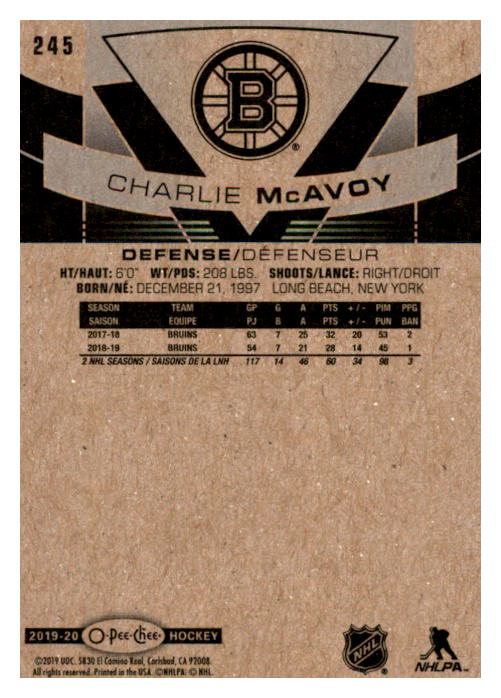 245
B
®
CHARLIE McAVOY
DEFENSE/DÉFENSEUR
HT/HAUT: 6'0" WT/PDS: 208 LBS. SHOOTS/LANCE: RIGHT/DROIT
BORN/NÉ: DECEMBER 21, 1997 LONG BEACH, NEW YORK
SEASON TEAM GP G A PTS + / - PIM PPG
SAISON ÉQUIPE PJ B A PTS + / - PUN BAN
2017-18 BRUINS 63 7 25 32 20 53 2
2018-19 BRUINS 54 7 21 28 14 45 1
2 NHL SEASONS / SAISONS DE LA LNH 117 14 46 60 34 98 3
2019-20 O-Pee-Chee HOCKEY
©2019 UDC. 5830 El Camino Real, Carlsbad, CA 92008.
All rights reserved. Printed in the USA. ©NHLPA. © NHL.
NHL ®
NHLPA™